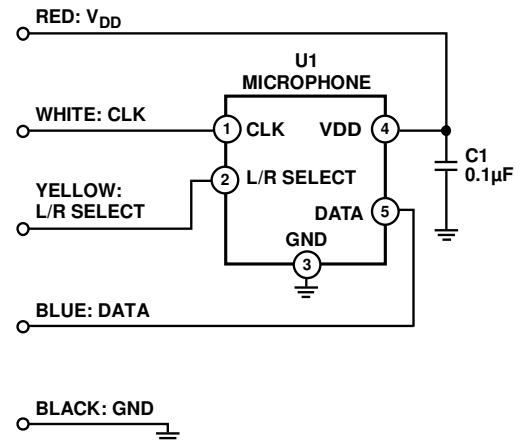 RED: VDD
U1
MICROPHONE
WHITE: CLK
1 CLK
VDD 4
C1
0.1µF
YELLOW:
L/R SELECT
2 L/R SELECT
DATA 5
GND
3
BLUE: DATA
BLACK: GND